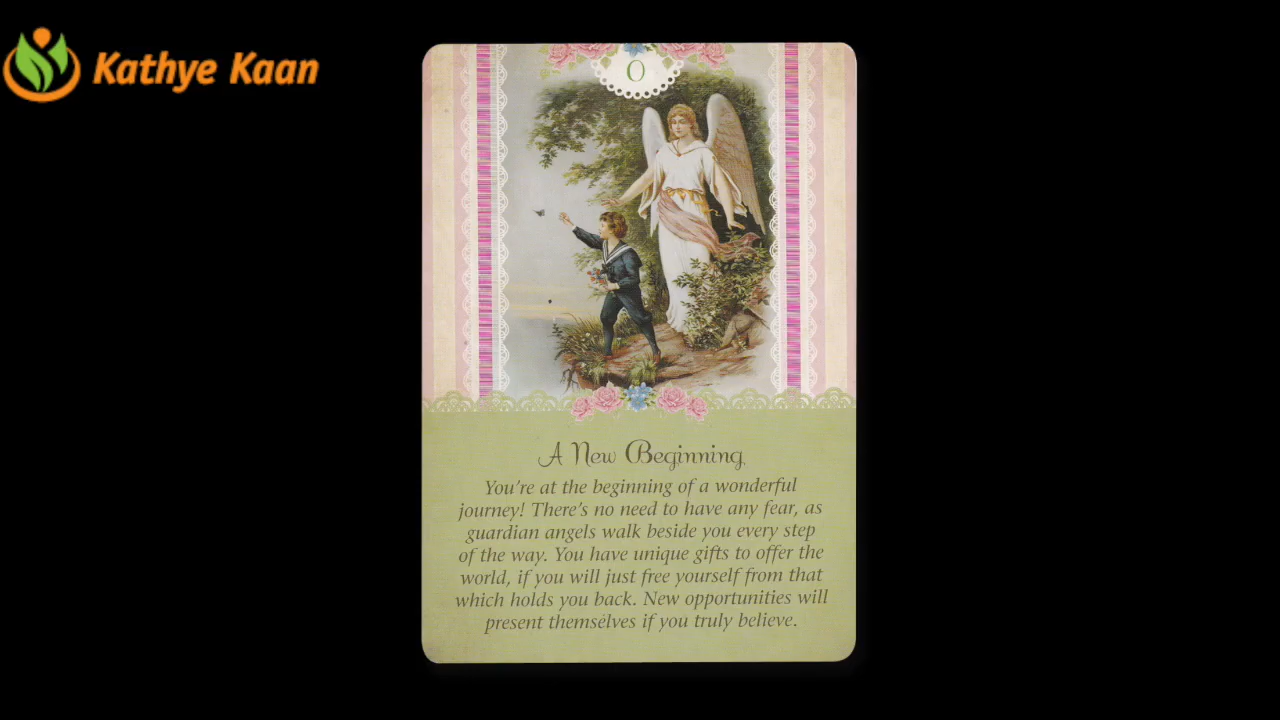 Kathye Kaan
0
A New Beginning
You're at the beginning of a wonderful
journey! There's no need to have any fear, as
guardian angels walk beside you every step
of the way. You have unique gifts to offer the
world, if you will just free yourself from that
which holds you back. New opportunities will
present themselves if you truly believe.